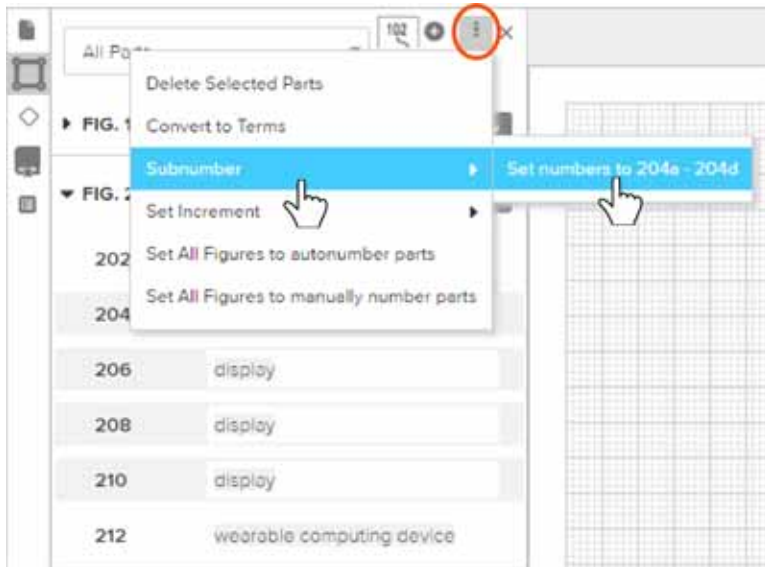 102
All Parts
Delete Selected Parts
FIG. 1
Convert to Terms
Subnumber
Set numbers to 204a - 204d
FIG. 2
Set Increment
202
Set All Figures to autonumber parts
204
Set All Figures to manually number parts
206 display
208 display
210 display
212 wearable computing device